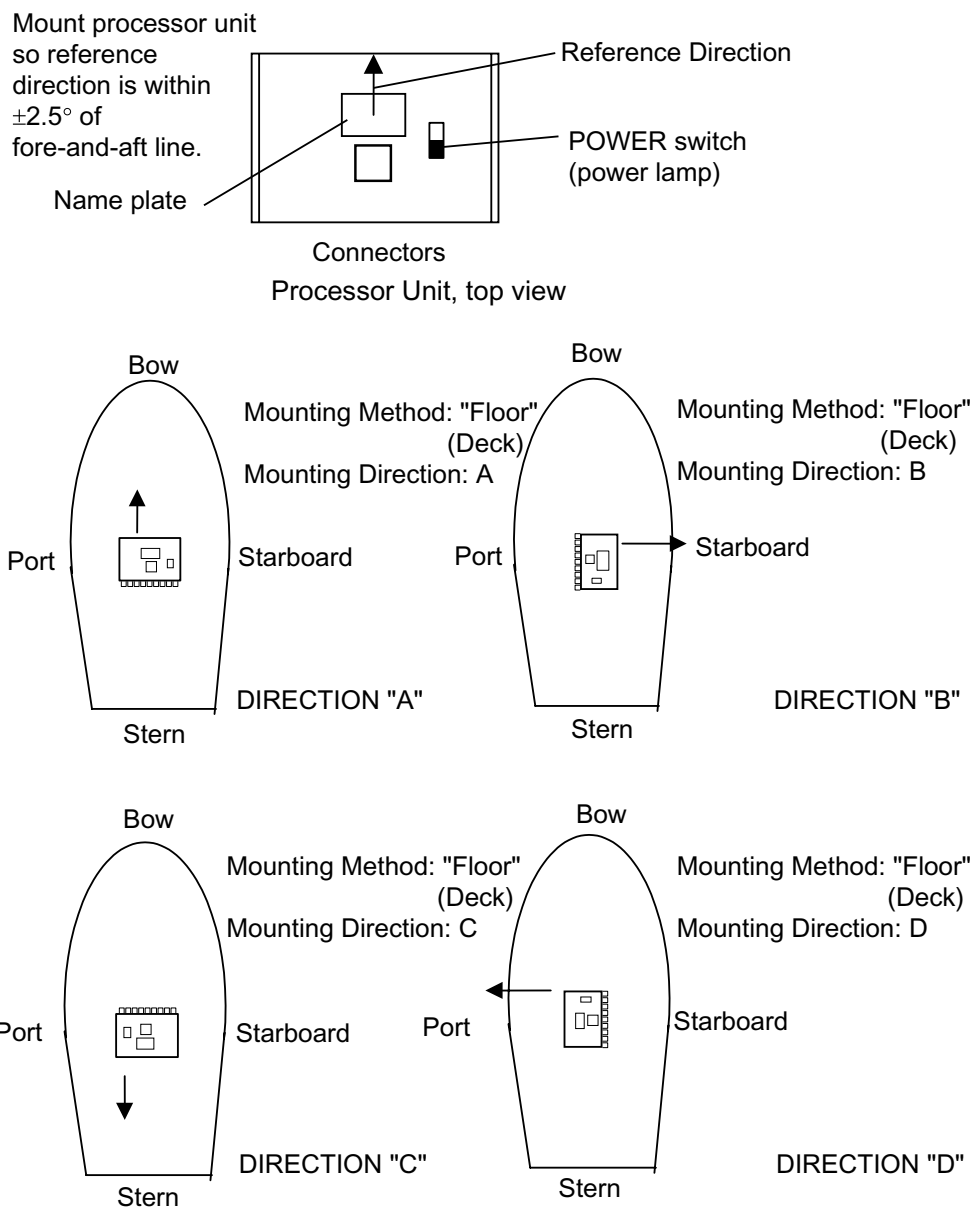 Mount processor unit
so reference
direction is within
±2.5° of
fore-and-aft line.
Reference Direction
POWER switch
(power lamp)
Name plate
Connectors
Processor Unit, top view
Bow
Mounting Method: "Floor"
(Deck)
Mounting Direction: A
Port
Starboard
DIRECTION "A"
Stern
Bow
Mounting Method: "Floor"
(Deck)
Mounting Direction: B
Port
Starboard
DIRECTION "B"
Stern
Bow
Mounting Method: "Floor"
(Deck)
Mounting Direction: C
Port
Starboard
DIRECTION "C"
Stern
Bow
Mounting Method: "Floor"
(Deck)
Mounting Direction: D
Port
Starboard
DIRECTION "D"
Stern